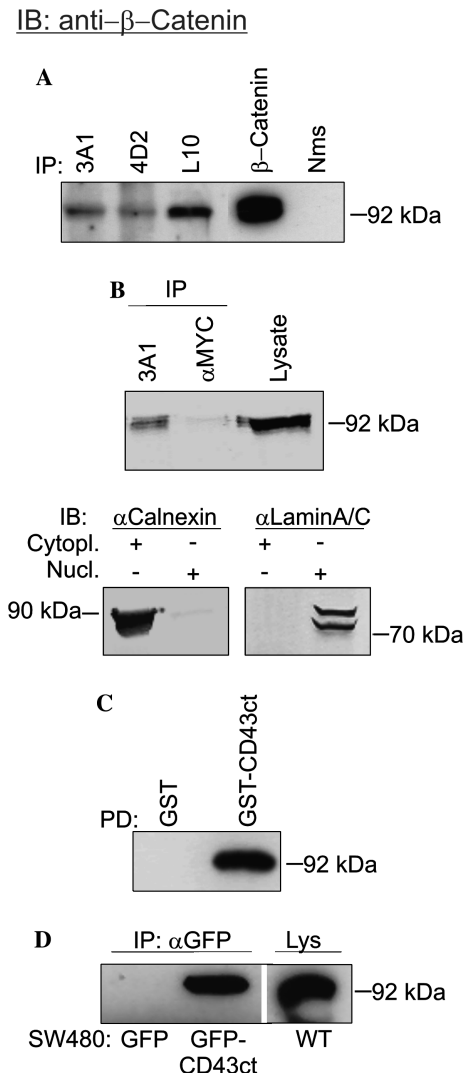 IB: anti–β–Catenin
A
IP: 3A1 4D2 L10 β–Catenin Nms
92 kDa
B
IP
3A1 αMYC Lysate
92 kDa
IB: αCalnexin αLaminA/C
Cytopl. + - + -
Nucl. - + - +
90 kDa 70 kDa
C
PD: GST GST-CD43ct
92 kDa
D
IP: αGFP Lys
92 kDa
SW480: GFP GFP- WT
CD43ct